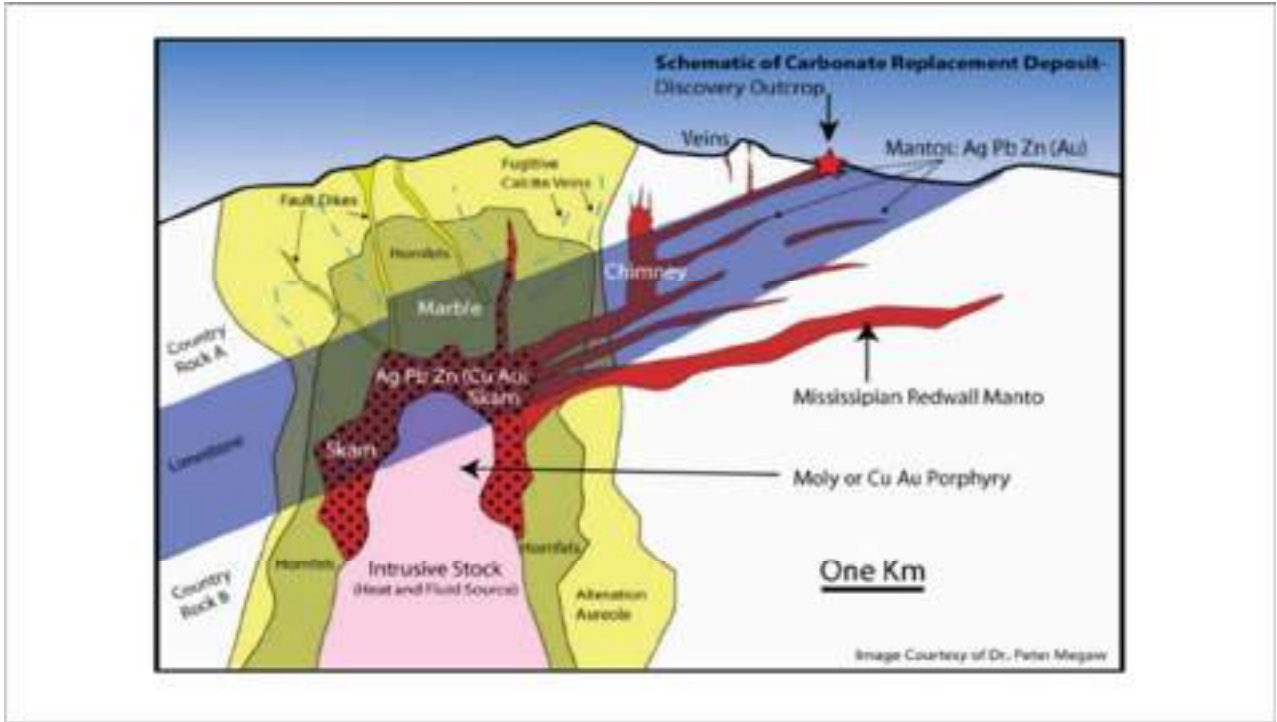 Schematic of Carbonate Replacement Deposit-
Discovery Outcrop
Veins
Mantos: Ag Pb Zn (Au)
Fugitive
Calcite Veins
Fault Dikes
Hornfels
Chimney
Marble
Country
Rock A
Ag Pb Zn (Cu Au)
Skarn
Mississipian Redwall Manto
Limestone
Skarn
Moly or Cu Au Porphyry
Hornfels
Hornfels
Intrusive Stock
(Heat and Fluid Source)
One Km
Country
Rock B
Alteration
Aureole
Image Courtesy of Dr. Peter Megaw